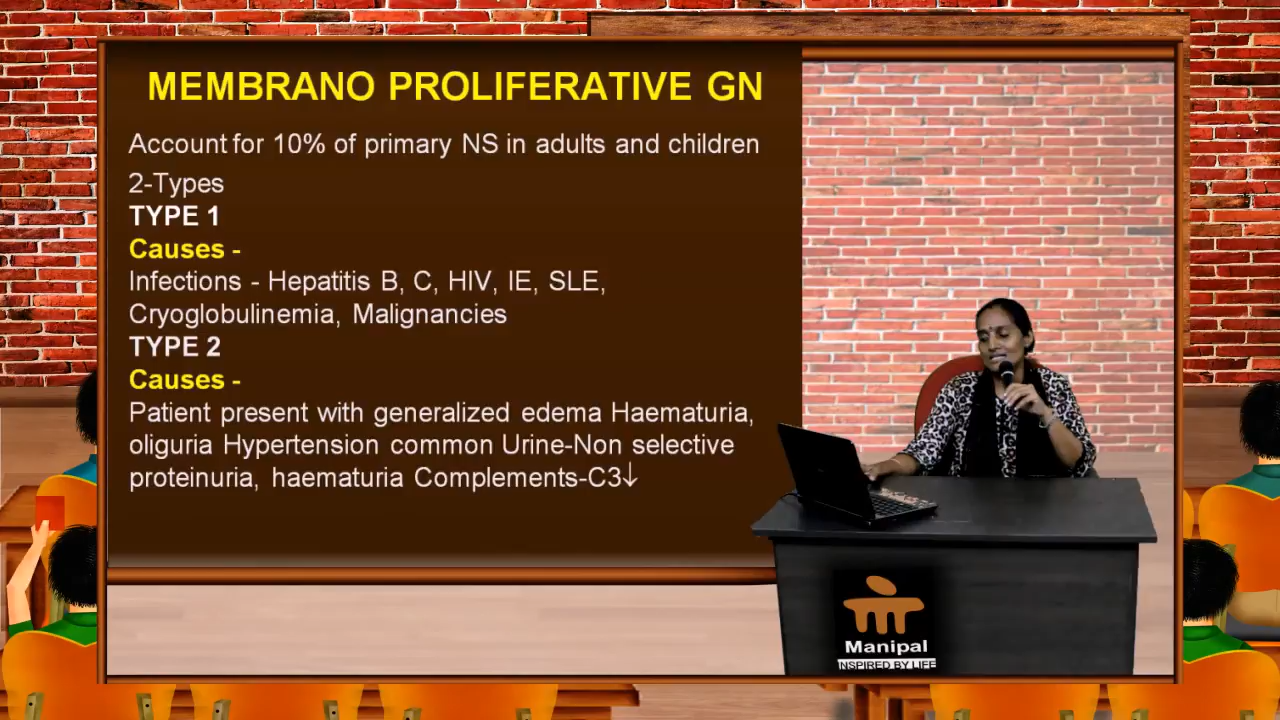 MEMBRANO PROLIFERATIVE GN
Account for 10% of primary NS in adults and children
2-Types
TYPE 1
Causes -
Infections - Hepatitis B, C, HIV, IE, SLE,
Cryoglobulinemia, Malignancies
TYPE 2
Causes -
Patient present with generalized edema Haematuria,
oliguria Hypertension common Urine-Non selective
proteinuria, haematuria Complements-C3↓
Manipal
INSPIRED BY LIFE